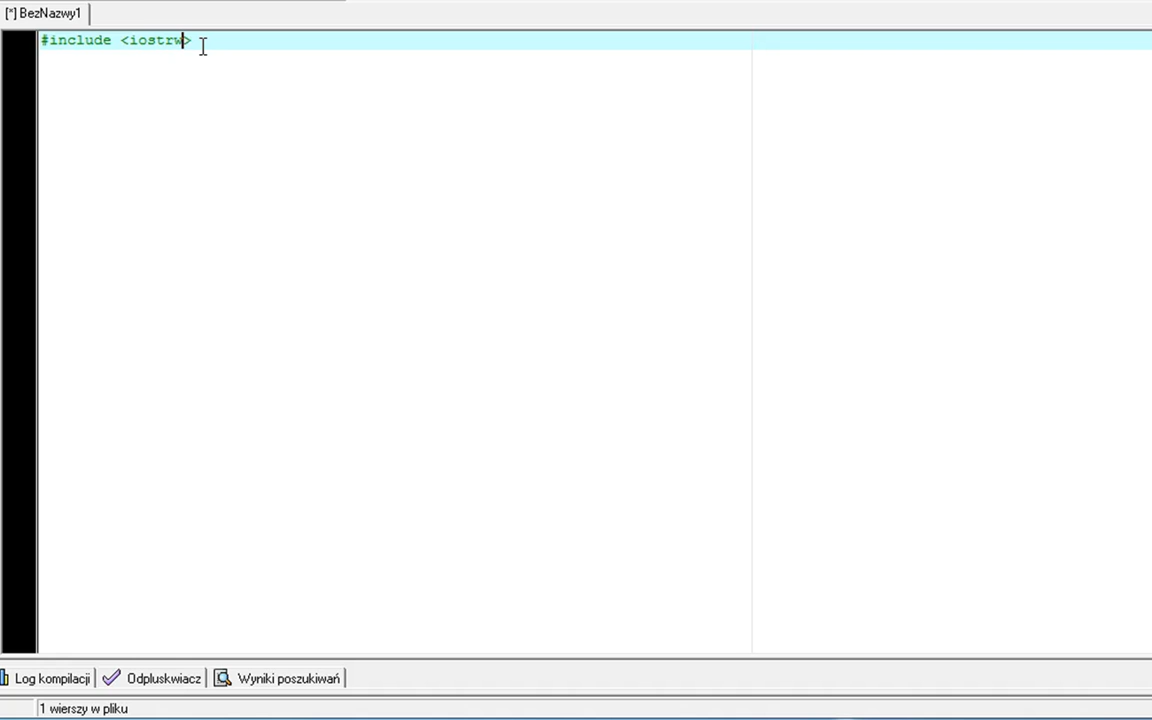 [*] BezNazwy1
#include <iostrw>
Log kompilacji
Odpluskwiacz
Wyniki poszukiwań
1 wierszy w pliku